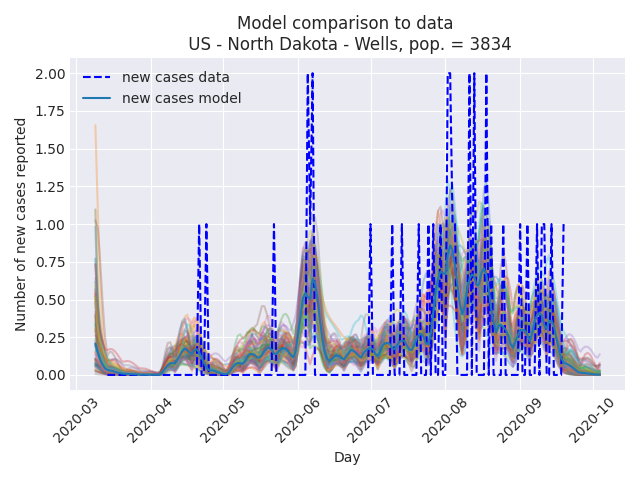 Model comparison to data
US - North Dakota - Wells, pop. = 3834
new cases data
new cases model
Number of new cases reported
2.00
1.75
1.50
1.25
1.00
0.75
0.50
0.25
0.00
2020-03
2020-04
2020-05
2020-06
2020-07
2020-08
2020-09
2020-10
Day